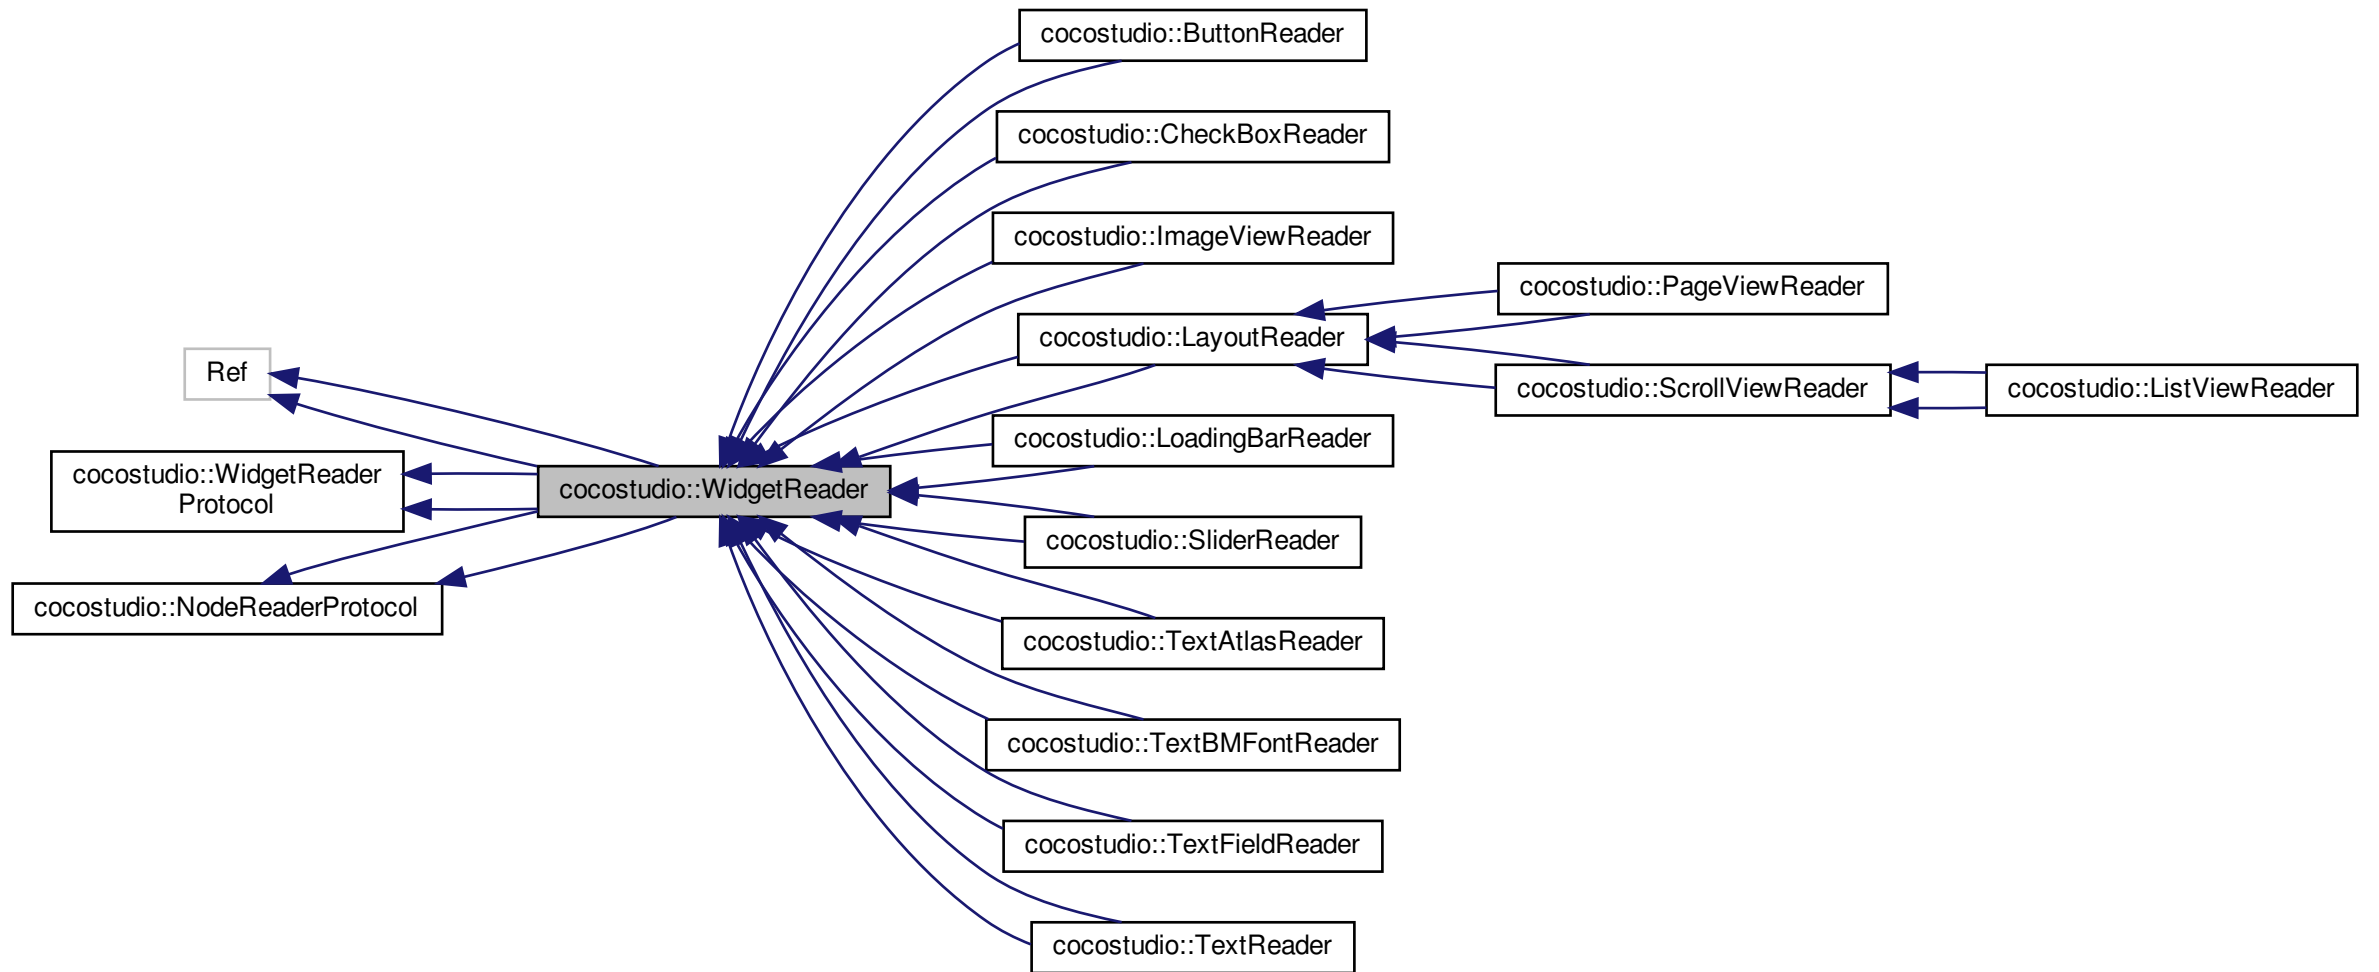 cocostudio::ButtonReader
cocostudio::CheckBoxReader
cocostudio::ImageViewReader
cocostudio::PageViewReader
cocostudio::LayoutReader
Ref
cocostudio::ScrollViewReader
cocostudio::ListViewReader
cocostudio::LoadingBarReader
cocostudio::WidgetReader
Protocol
cocostudio::WidgetReader
cocostudio::SliderReader
cocostudio::NodeReaderProtocol
cocostudio::TextAtlasReader
cocostudio::TextBMFontReader
cocostudio::TextFieldReader
cocostudio::TextReader